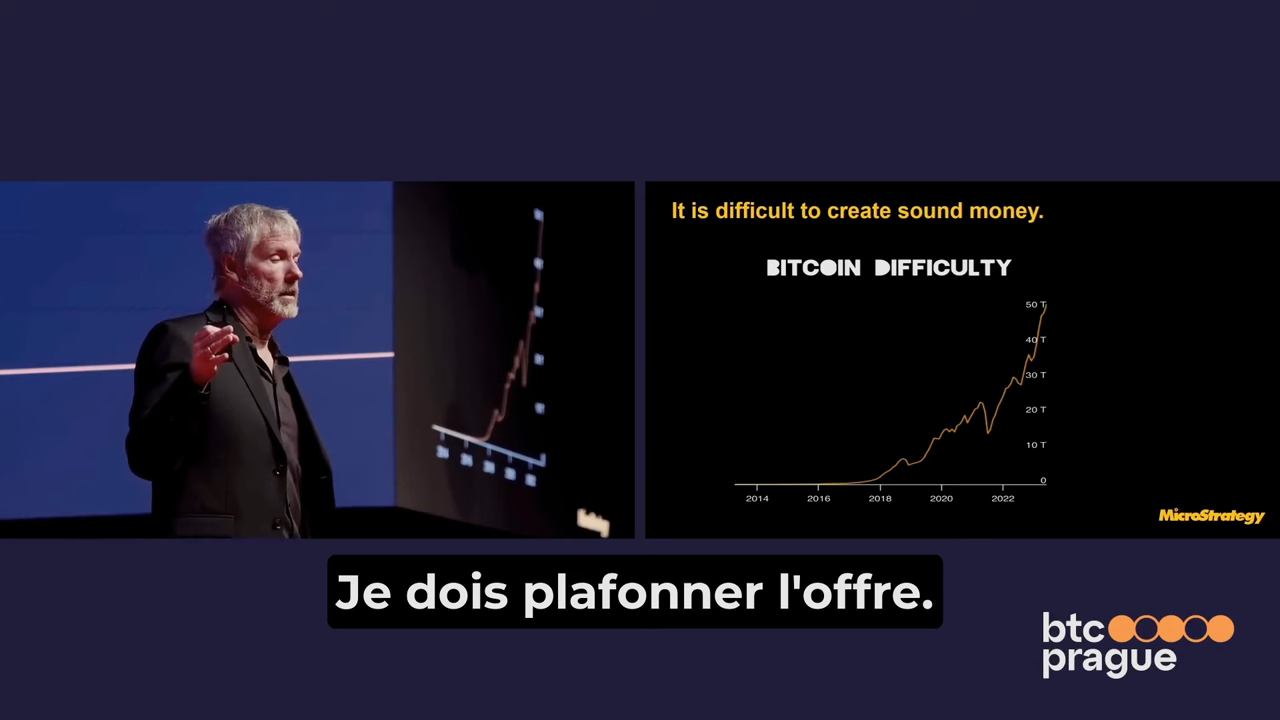 It is difficult to create sound money.
BITCOIN DIFFICULTY
50 T
40 T
30 T
20 T
10 T
0
2014 2016 2018 2020 2022
MicroStrategy
Je dois plafonner l'offre.
btc
prague